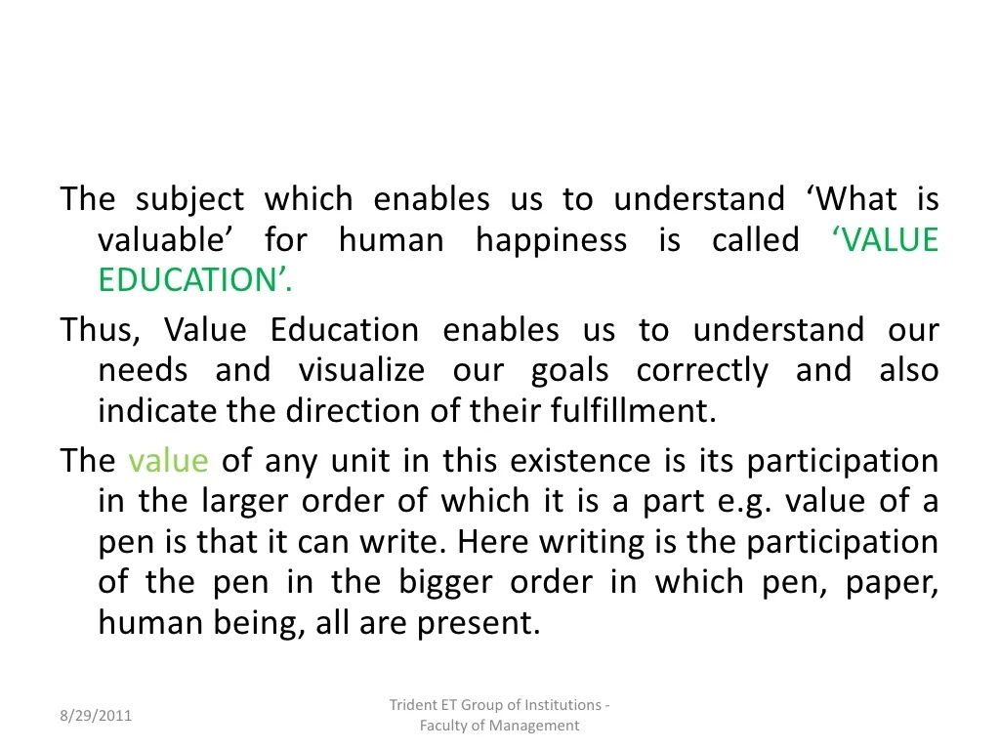 The subject which enables us to understand ‘What is
valuable’ for human happiness is called ‘VALUE
EDUCATION’.
Thus, Value Education enables us to understand our
needs and visualize our goals correctly and also
indicate the direction of their fulfillment.
The value of any unit in this existence is its participation
in the larger order of which it is a part e.g. value of a
pen is that it can write. Here writing is the participation
of the pen in the bigger order in which pen, paper,
human being, all are present.
8/29/2011
Trident ET Group of Institutions -
Faculty of Management